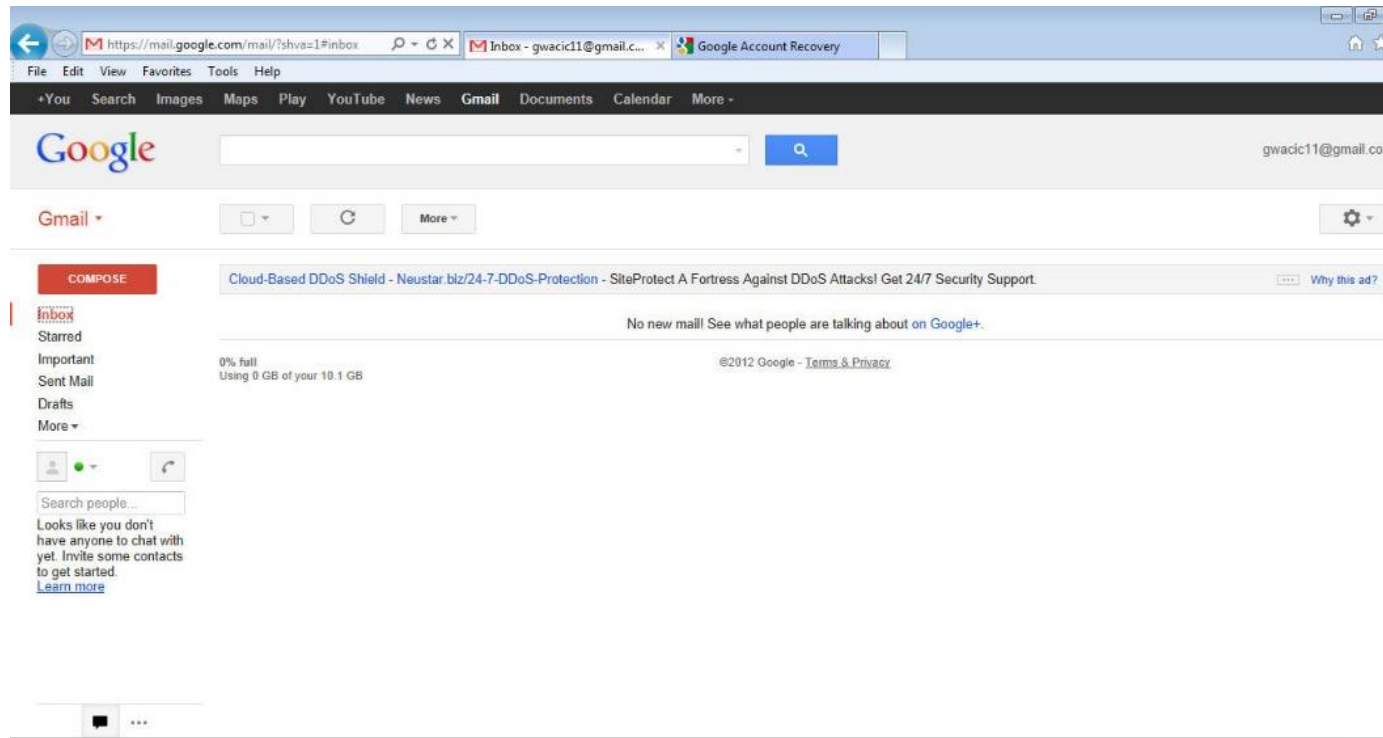 https://mail.google.com/mail/?shva=1#inbox
Inbox - gwacic11@gmail.c...
Google Account Recovery
File Edit View Favorites Tools Help
+You Search Images Maps Play YouTube News Gmail Documents Calendar More
Google
gwacic11@gmail.co
Gmail
More
COMPOSE
Cloud-Based DDoS Shield - Neustar.biz/24-7-DDoS-Protection - SiteProtect A Fortress Against DDoS Attacks! Get 24/7 Security Support.
Why this ad?
Inbox
No new mail! See what people are talking about on Google+.
Starred
Important
0% full
©2012 Google - Terms & Privacy
Using 0 GB of your 10.1 GB
Sent Mail
Drafts
More
Search people...
Looks like you don't
have anyone to chat with
yet. Invite some contacts
to get started.
Learn more